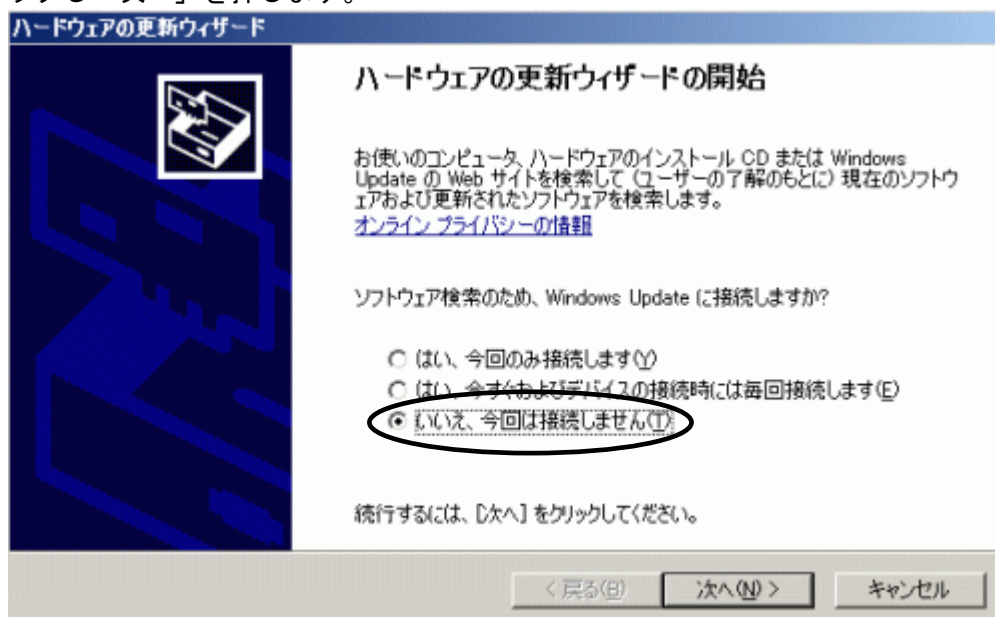 ハードウェアの更新ウィザード
ハードウェアの更新ウィザードの開始
お使いのコンピュータ、ハードウェアのインストール CD または Windows
Update の Web サイトを検索して (ユーザーの了解のもとに) 現在のソフトウ
ェアおよび更新されたソフトウェアを検索します。
オンライン プライバシーの情報
ソフトウェア検索のため、Windows Update に接続しますか?
はい、今回のみ接続します(Y)
はい、今すぐおよびデバイスの接続時には毎回接続します(E)
いいえ、今回は接続しません(T)
続行するには、[次へ] をクリックしてください。
< 戻る(B)
次へ(N) >
キャンセル